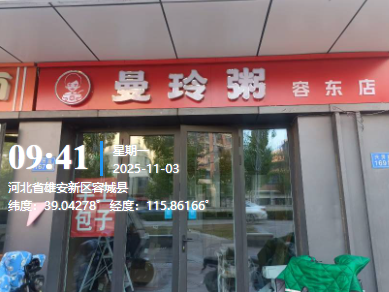 曼玲粥 容东店
09:41
星期一
2025-11-03
河北省雄安新区容城县
纬度：39.04278° 经度：115.86166°
包子